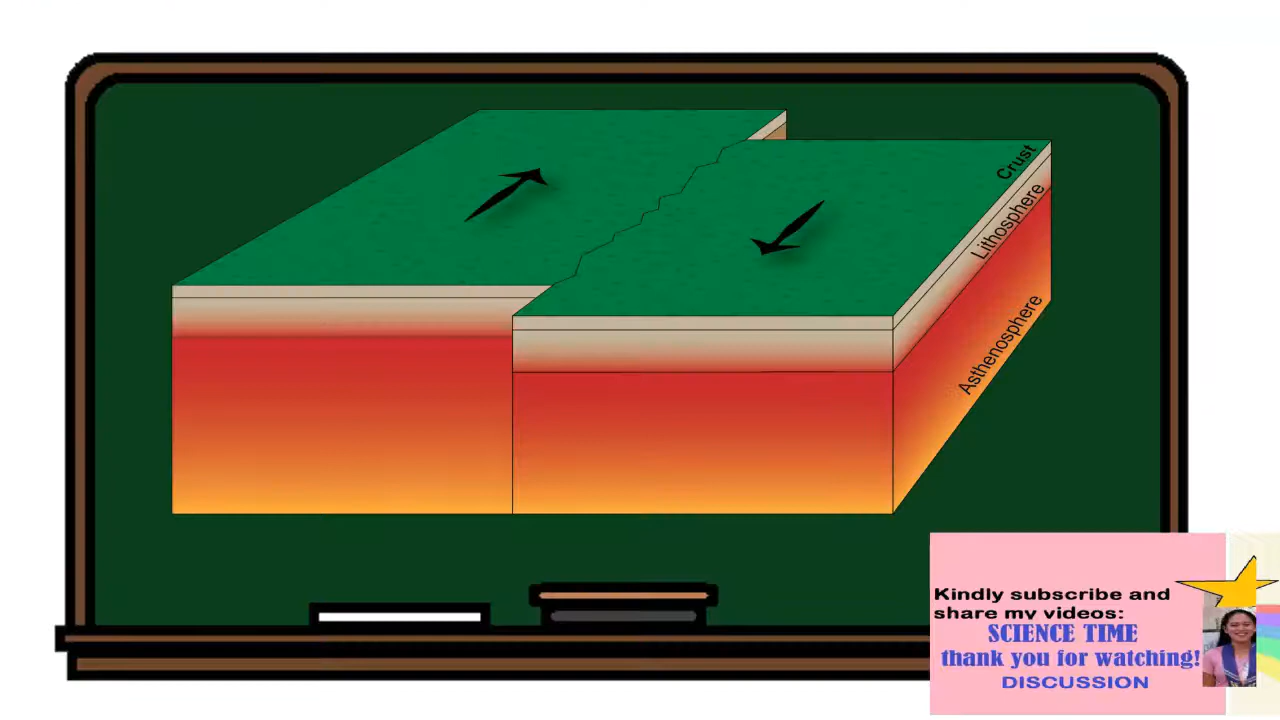 Crust
Lithosphere
Asthenosphere
Kindly subscribe and
share my videos:
SCIENCE TIME
thank you for watching!
DISCUSSION